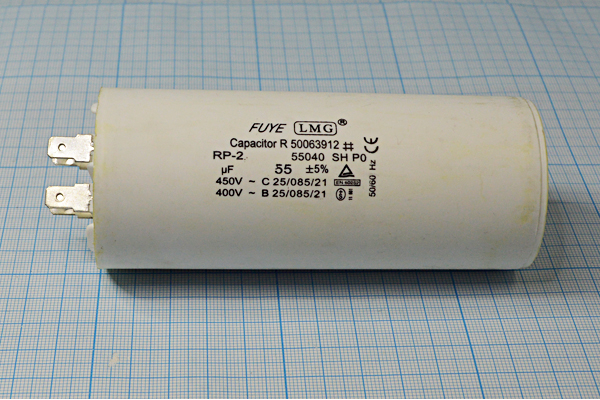 FUYE LMG ®
Capacitor R 50063912 #
RP-2 55040 SH P0
µF 55 ±5%
450V ~ C 25/085/21
400V ~ B 25/085/21
CE
50/60 Hz